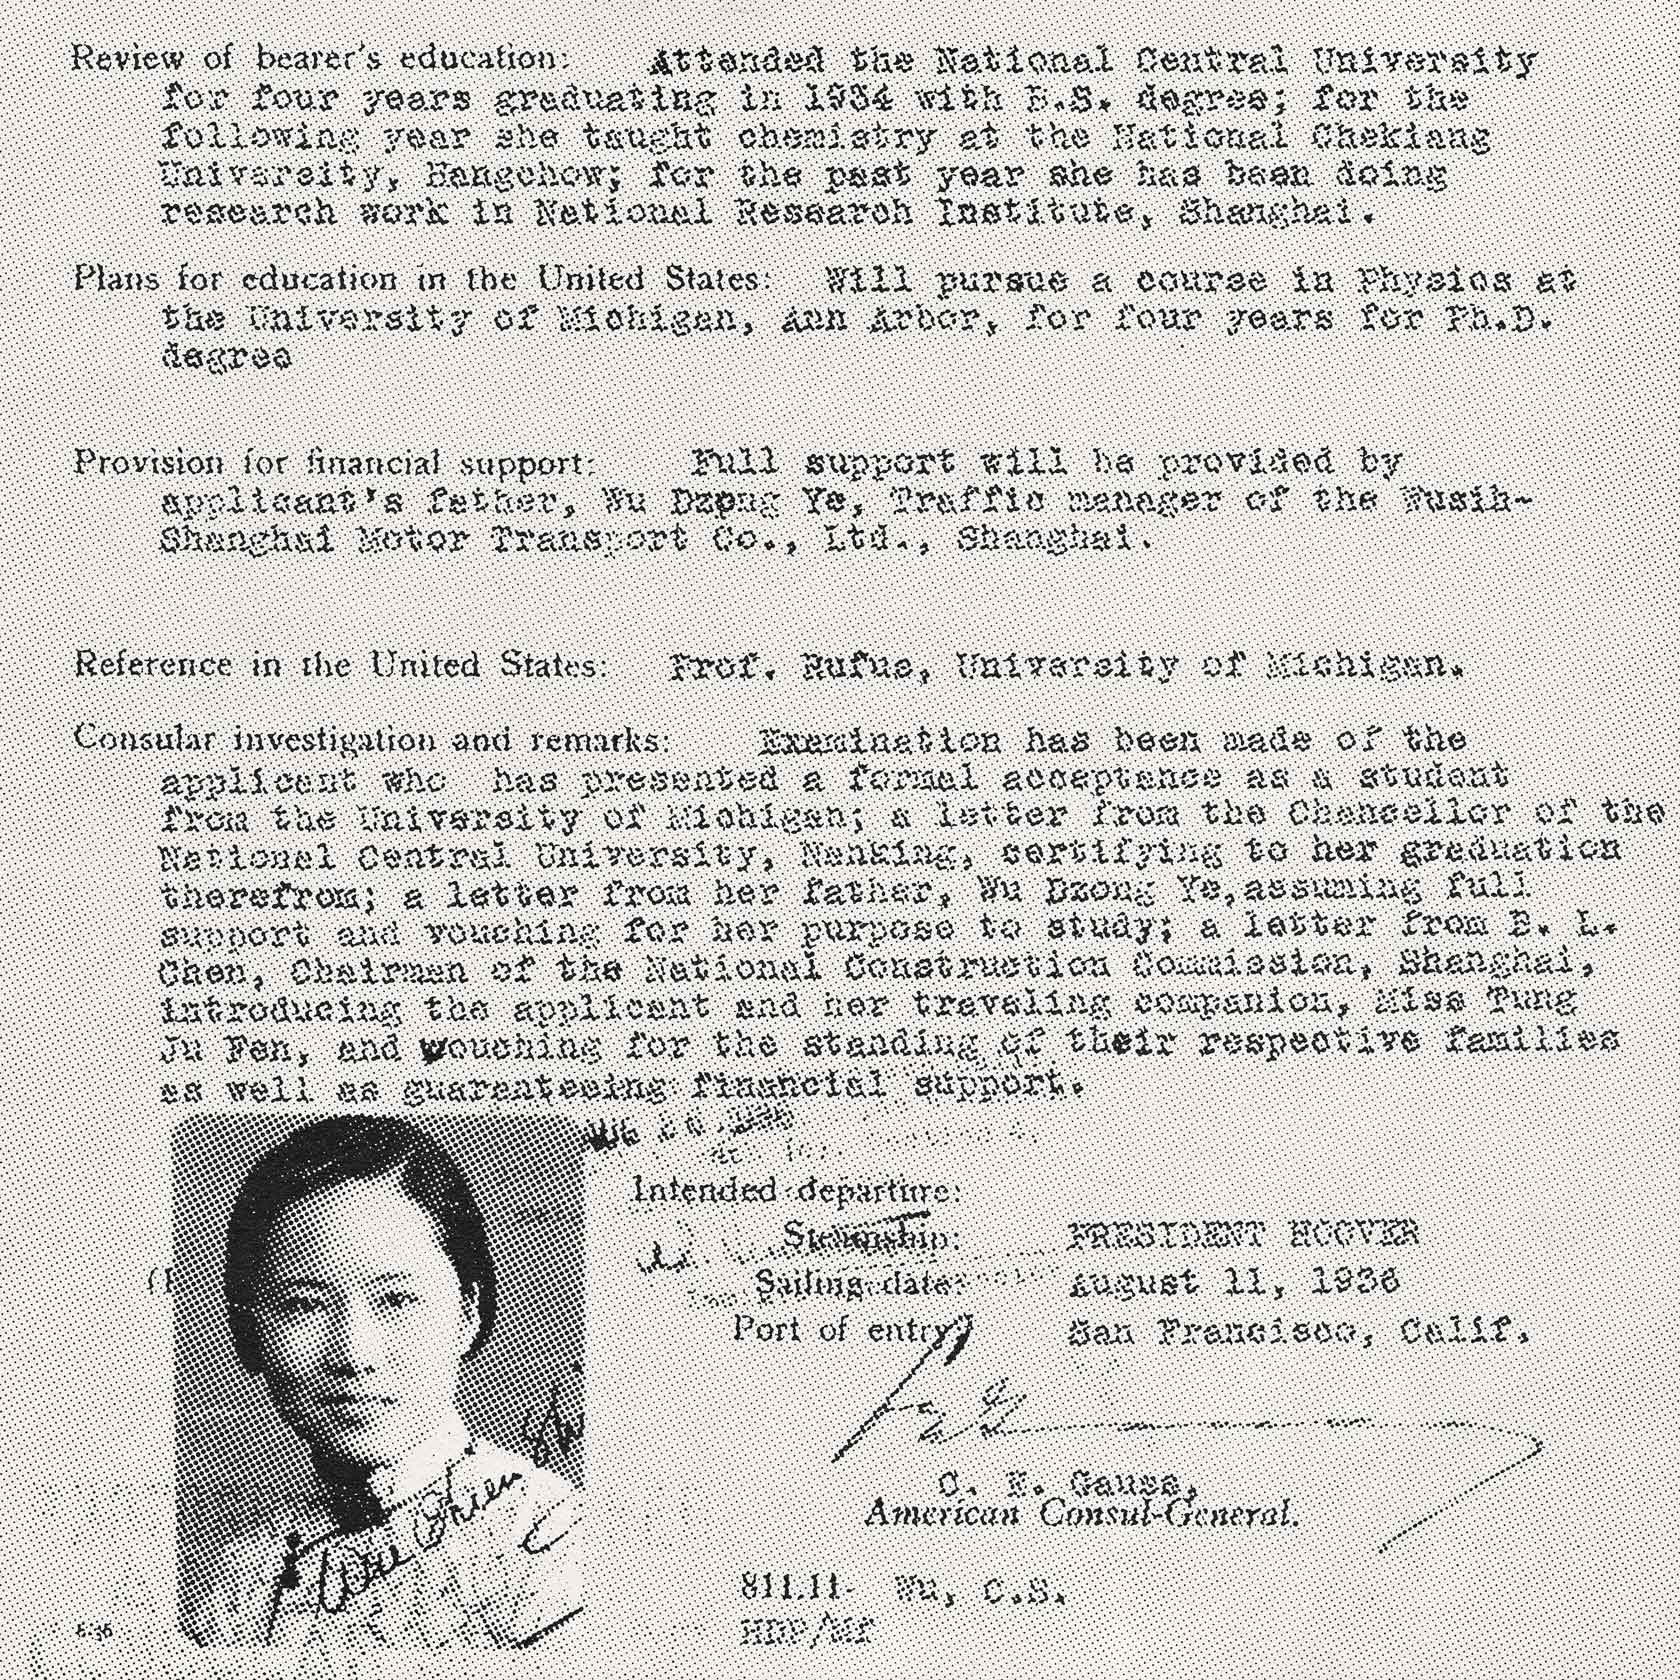 Review of bearer's education: Attended the National Central University
for four years graduating in 1934 with B.S. degree; for the
following year she taught chemistry at the National Chekiang
University, Hangchow; for the past year she has been doing
research work in National Research Institute, Shanghai.
Plans for education in the United States: Will pursue a course in Physics at
the University of Michigan, Ann Arbor, for four years for Ph.D.
degree
Provision for financial support: Full support will be provided by
applicant's father, Wu Dzong Ye, Traffic manager of the Wusih-
Shanghai Motor Transport Co., Ltd., Shanghai.
Reference in the United States: Prof. Rufus, University of Michigan.
Consular investigation and remarks: Examination has been made of the
applicant who has presented a formal acceptance as a student
from the University of Michigan; a letter from the Chancellor of the
National Central University, Nanking, certifying to her graduation
therefrom; a letter from her father, Wu Dzong Ye,assuming full
support and vouching for her purpose to study; a letter from B. L.
Chen, Chairman of the National Construction Commission, Shanghai,
introducing the applicant and her traveling companion, Miss Tung
Ju Fen, and vouching for the standing of their respective families
as well as guaranteeing financial support.
Intended departure:
Steamship: PRESIDENT HOOVER
Sailing date: August 11, 1936
Port of entry: San Francisco, Calif.
C. E. Gauss,
American Consul-General.
Wu Chien
811.11- Wu, C.S.
HDP/MF
6-36